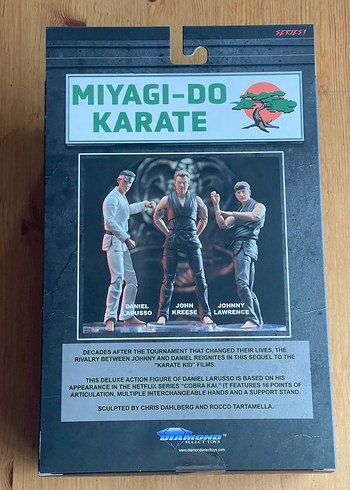 SERIES 1
MIYAGI-DO
KARATE
DANIEL
LARUSSO
JOHN
KREESE
JOHNNY
LAWRENCE
DECADES AFTER THE TOURNAMENT THAT CHANGED THEIR LIVES, THE
RIVALRY BETWEEN JOHNNY AND DANIEL REIGNITES IN THIS SEQUEL TO THE
"KARATE KID" FILMS.
THIS DELUXE ACTION FIGURE OF DANIEL LARUSSO IS BASED ON HIS
APPEARANCE IN THE NETFLIX SERIES "COBRA KAI." IT FEATURES 16 POINTS OF
ARTICULATION, MULTIPLE INTERCHANGEABLE HANDS AND A SUPPORT STAND.
SCULPTED BY CHRIS DAHLBERG AND ROCCO TARTAMELLA.
DIAMOND™
SELECT TOYS
www.diamondselecttoys.com